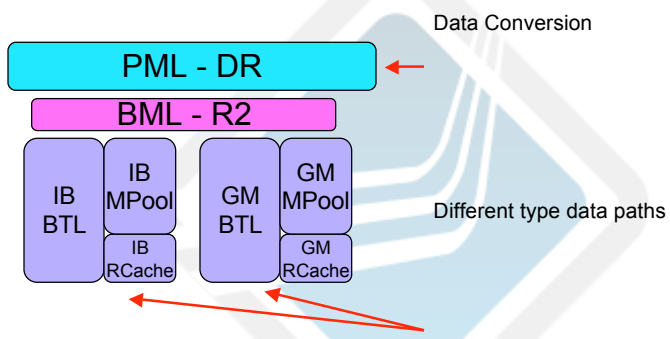 Data Conversion
PML - DR
BML - R2
IB
BTL
IB
MPool
IB
RCache
GM
BTL
GM
MPool
GM
RCache
Different type data paths